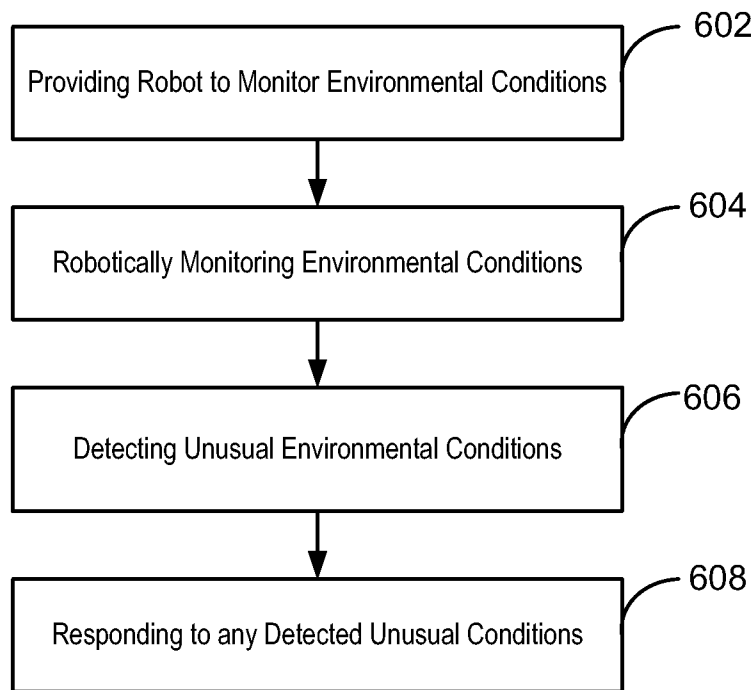 602
Providing Robot to Monitor Environmental Conditions
604
Robotically Monitoring Environmental Conditions
606
Detecting Unusual Environmental Conditions
608
Responding to any Detected Unusual Conditions